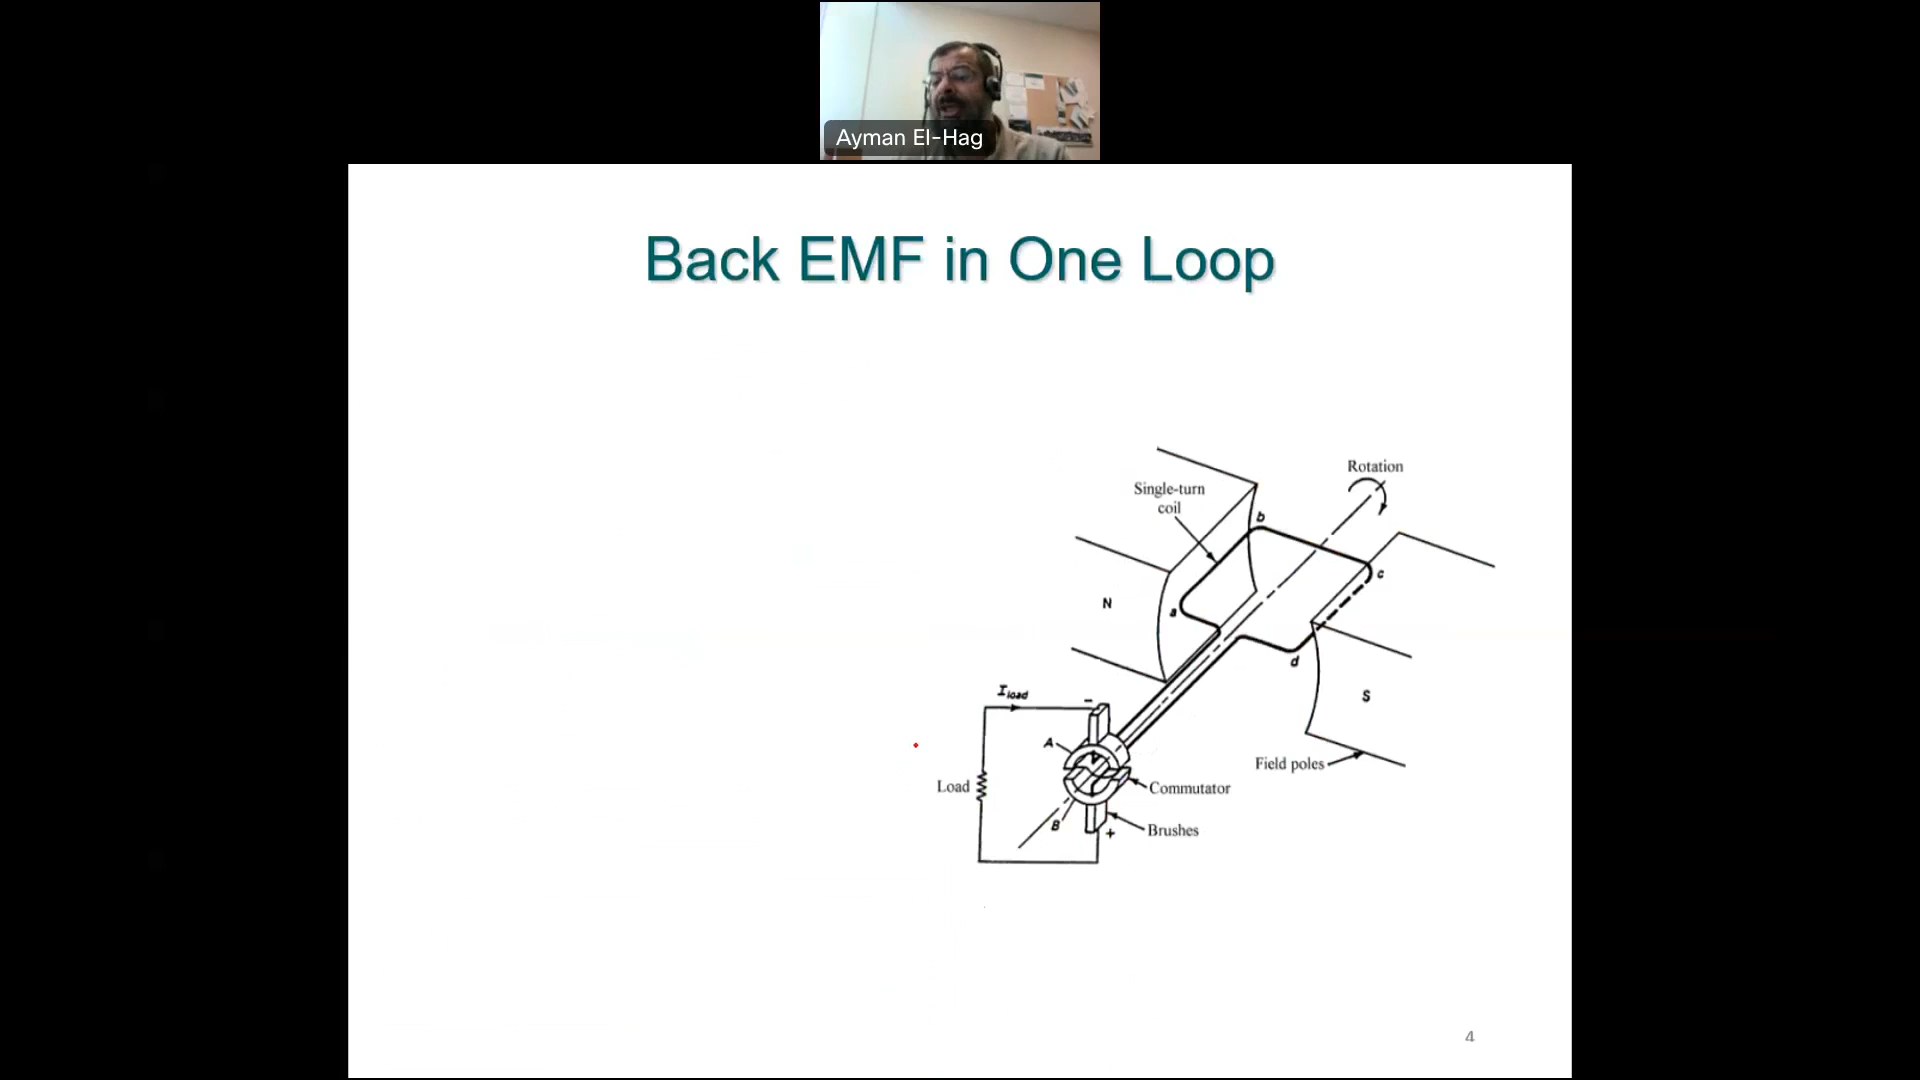 Ayman El-Hag
Back EMF in One Loop
Rotation
Single-turn
coil
b
c
N
a
d
S
I load
-
A
Field poles
Load
Commutator
B
+
Brushes
4